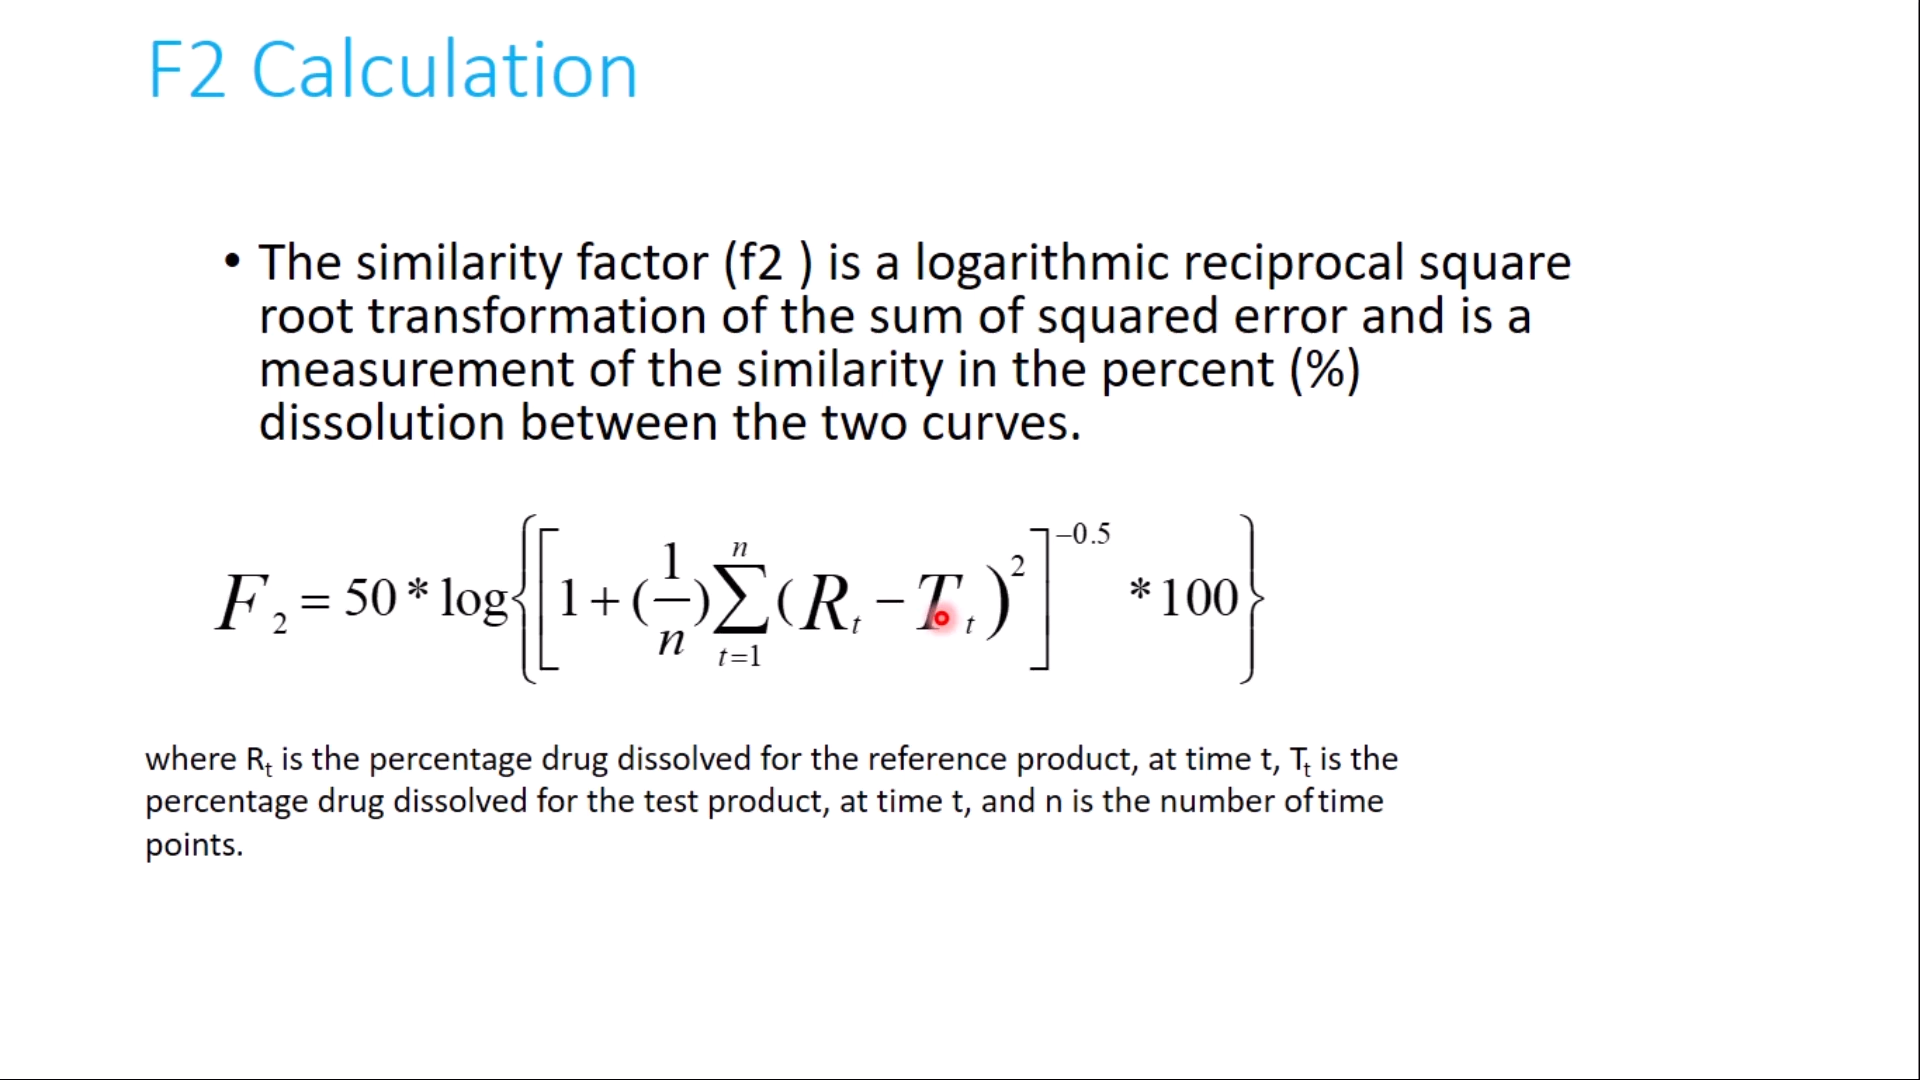 F2 Calculation
• The similarity factor (f2 ) is a logarithmic reciprocal square
root transformation of the sum of squared error and is a
measurement of the similarity in the percent (%)
dissolution between the two curves.
F₂ = 50 * log{[1 + (1/n)∑ₜ₌₁ⁿ(Rₜ − Tₜ)²]^−0.5 * 100}
where Rₜ is the percentage drug dissolved for the reference product, at time t, Tₜ is the
percentage drug dissolved for the test product, at time t, and n is the number of time
points.